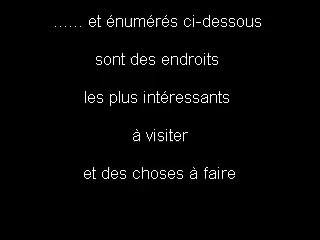 ...... et énumérés ci-dessous
sont des endroits
les plus intéressants
à visiter
et des choses à faire